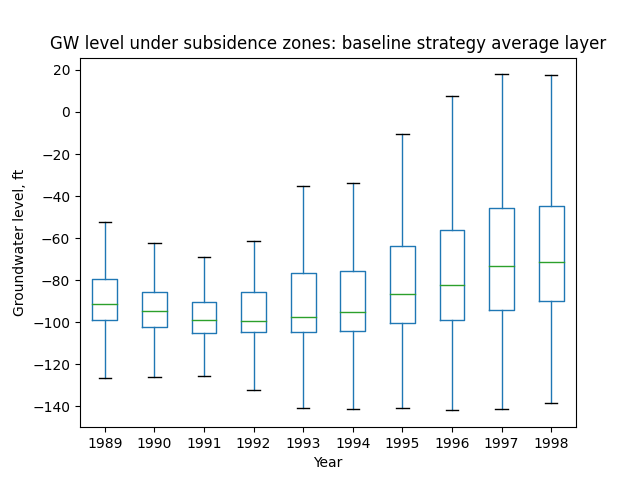 GW level under subsidence zones: baseline strategy average layer
20
0
−20
−40
−60
−80
−100
−120
−140
Groundwater level, ft
1989 1990 1991 1992 1993 1994 1995 1996 1997 1998
Year